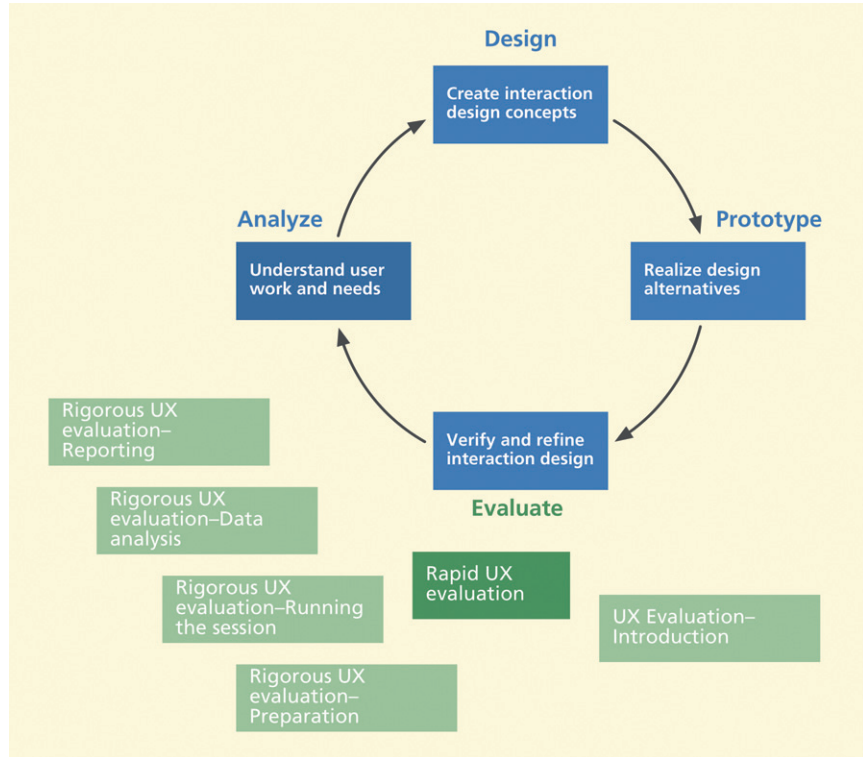 Design
Create interaction
design concepts
Analyze
Prototype
Understand user
work and needs
Realize design
alternatives
Verify and refine
interaction design
Evaluate
Rigorous UX
evaluation–
Reporting
Rigorous UX
evaluation–Data
analysis
Rapid UX
evaluation
Rigorous UX
evaluation–Running
the session
UX Evaluation–
Introduction
Rigorous UX
evaluation–
Preparation